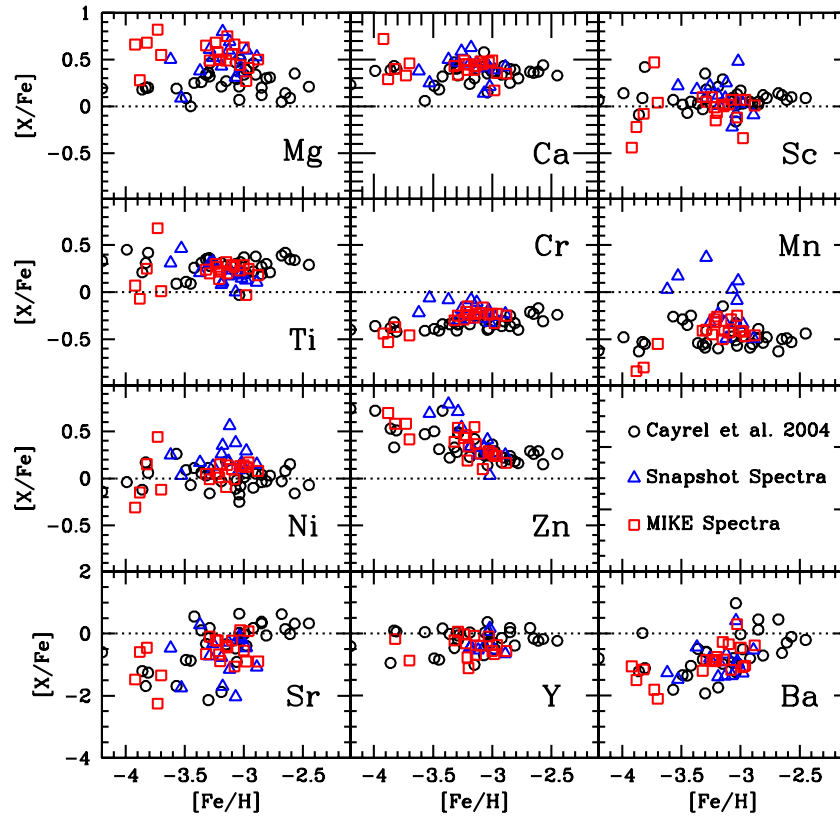 1
0.5
0
-0.5
[X/Fe]
Mg
Ca
Sc
0.5
0
-0.5
[X/Fe]
Ti
Cr
Mn
0.5
0
-0.5
[X/Fe]
Ni
Zn
Cayrel et al. 2004
Snapshot Spectra
MIKE Spectra
2
0
-2
-4
[X/Fe]
Sr
Y
Ba
-4 -3.5 -3 -2.5
-4 -3.5 -3 -2.5
-4 -3.5 -3 -2.5
[Fe/H] [Fe/H] [Fe/H]